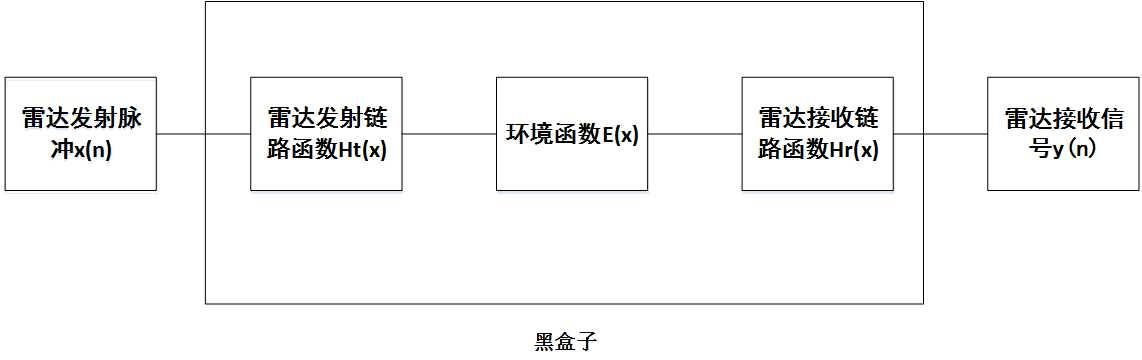 雷达发射脉
冲x(n)
雷达发射链
路函数Ht(x)
环境函数E(x)
雷达接收链
路函数Hr(x)
雷达接收信
号y(n)
黑盒子